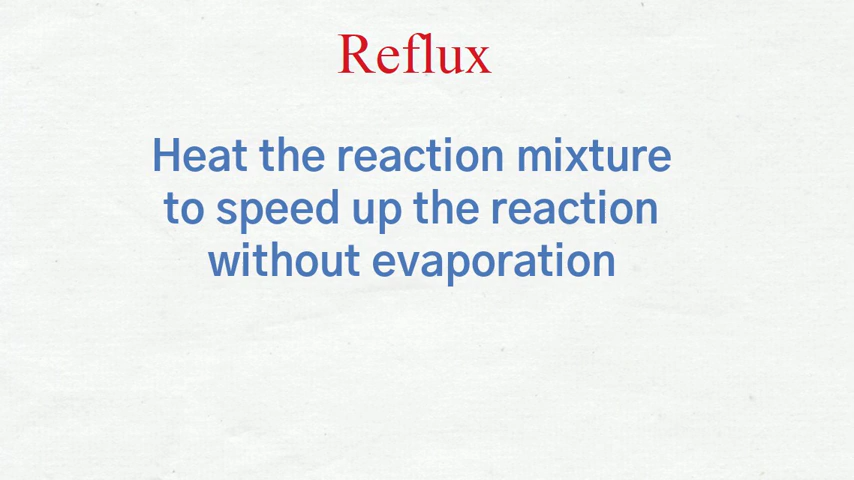 Reflux
Heat the reaction mixture
to speed up the reaction
without evaporation